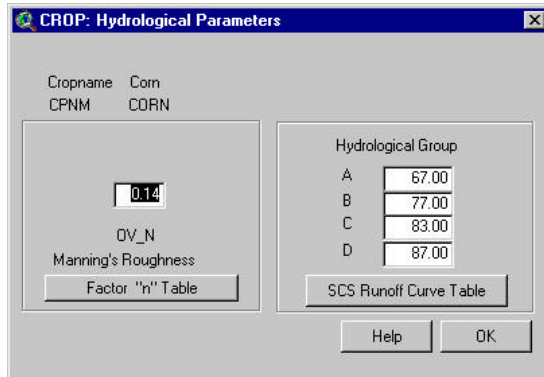 CROP: Hydrological Parameters
Cropname Corn
CPNM CORN
0.14
OV_N
Manning's Roughness
Factor "n" Table
Hydrological Group
A 67.00
B 77.00
C 83.00
D 87.00
SCS Runoff Curve Table
Help OK